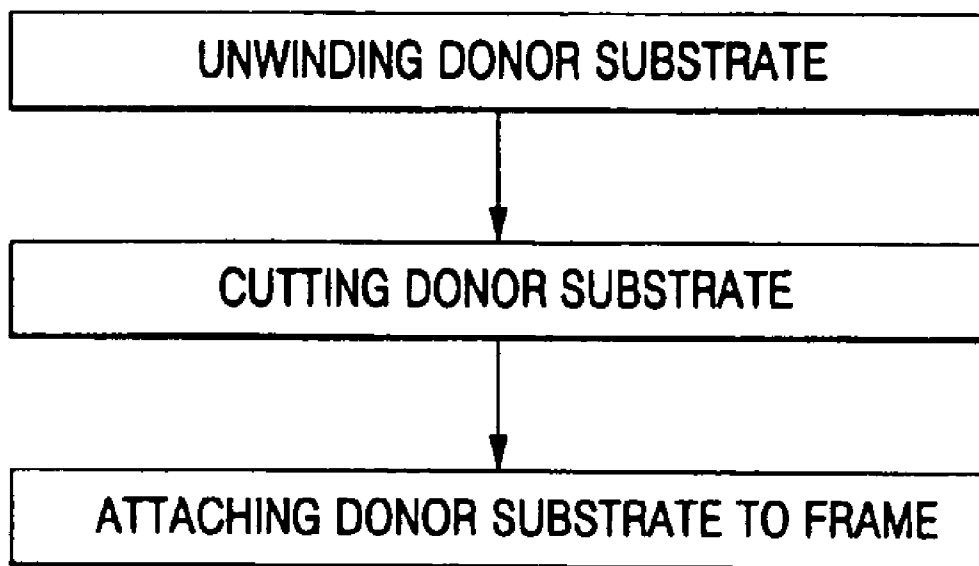 UNWINDING DONOR SUBSTRATE
CUTTING DONOR SUBSTRATE
ATTACHING DONOR SUBSTRATE TO FRAME